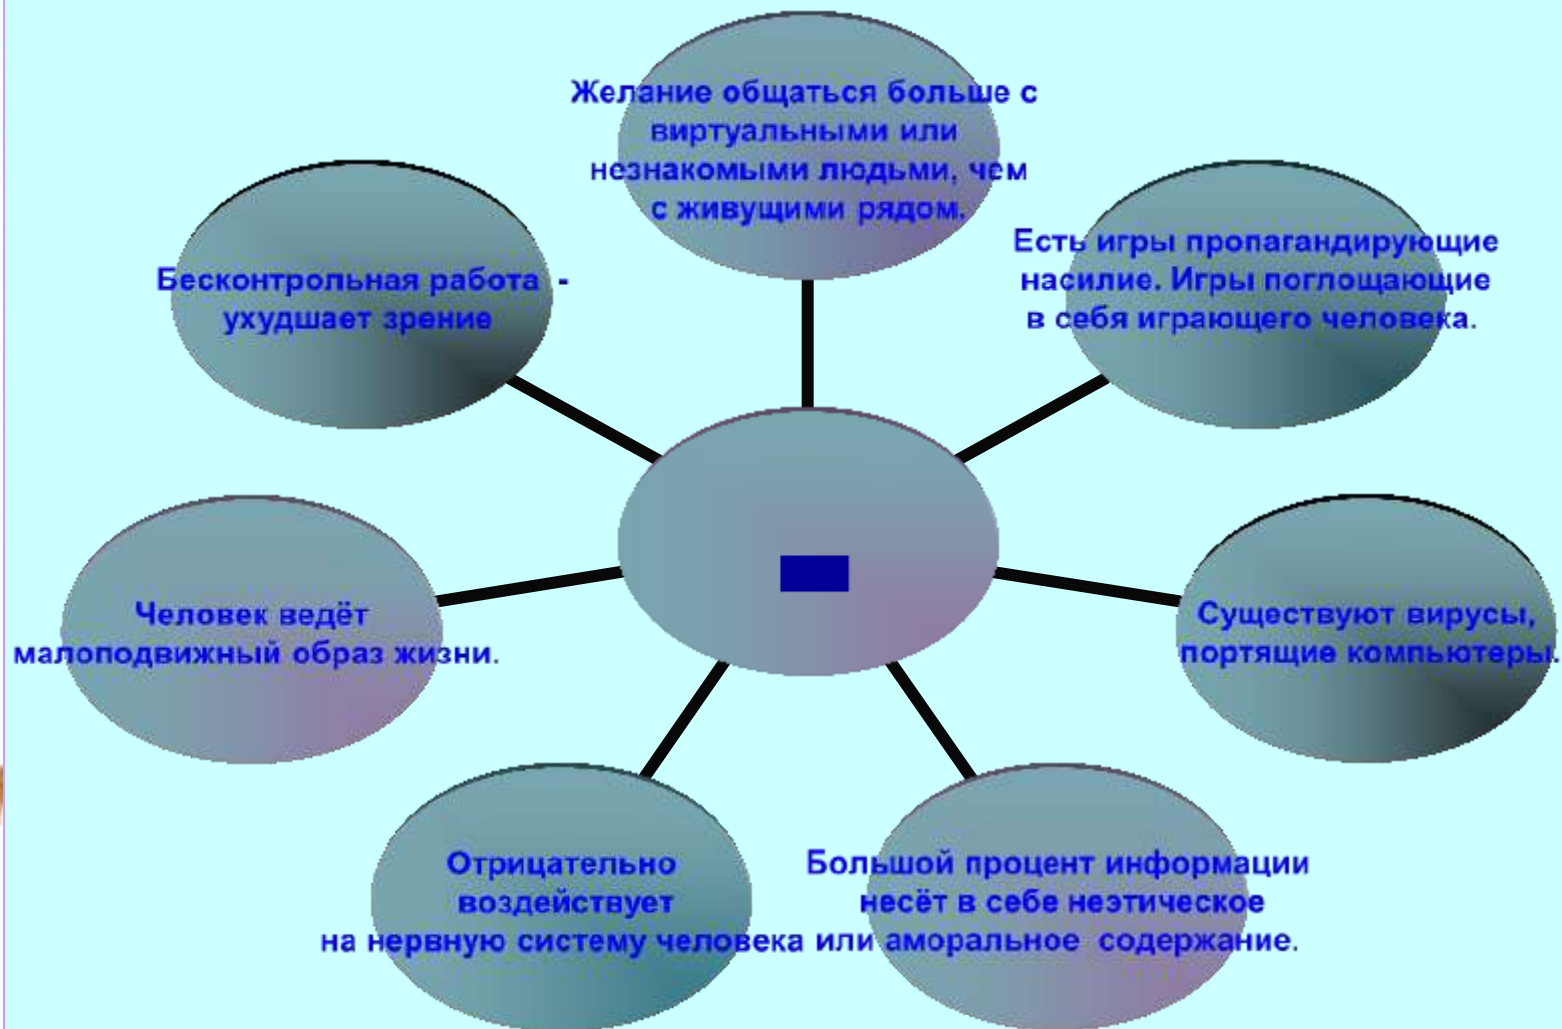 Желание общаться больше с
виртуальными или
незнакомыми людьми, чем
с живущими рядом.
Есть игры пропагандирующие
насилие. Игры поглощающие
в себя играющего человека.
Бесконтрольная работа -
ухудшает зрение
Человек ведёт
малоподвижный образ жизни.
Существуют вирусы,
портящие компьютеры.
Отрицательно
воздействует
на нервную систему человека
Большой процент информации
несёт в себе неэтическое
или аморальное содержание.